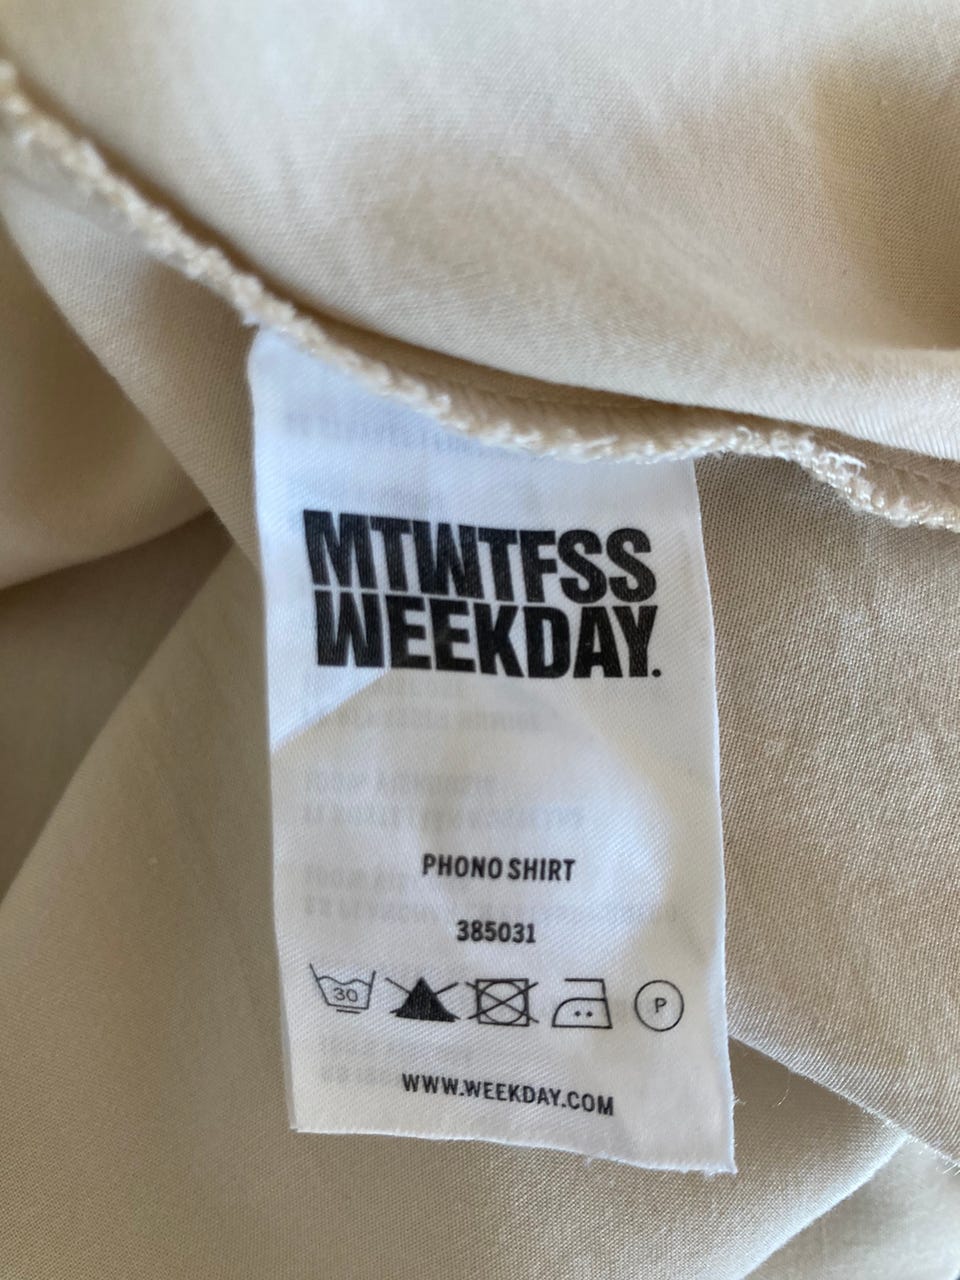 MTWTFSS
WEEKDAY.
PHONO SHIRT
385031
30
P
WWW.WEEKDAY.COM